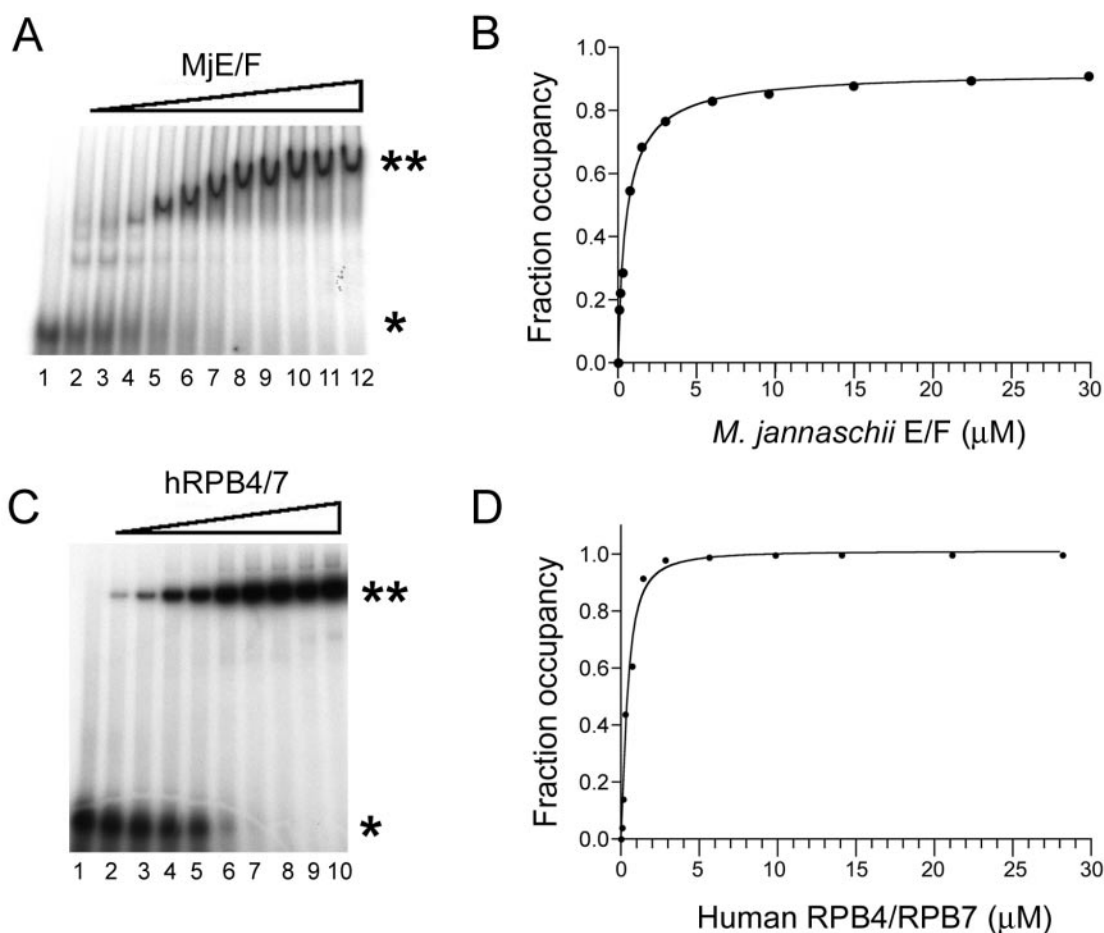 A
MjE/F
**
*
1 2 3 4 5 6 7 8 9 10 11 12
B
1.0
0.8
0.6
0.4
0.2
0.0
Fraction occupancy
0 5 10 15 20 25 30
M. jannaschii E/F (μM)
C
hRPB4/7
**
*
1 2 3 4 5 6 7 8 9 10
D
1.0
0.8
0.6
0.4
0.2
0.0
Fraction occupancy
0 5 10 15 20 25 30
Human RPB4/RPB7 (μM)